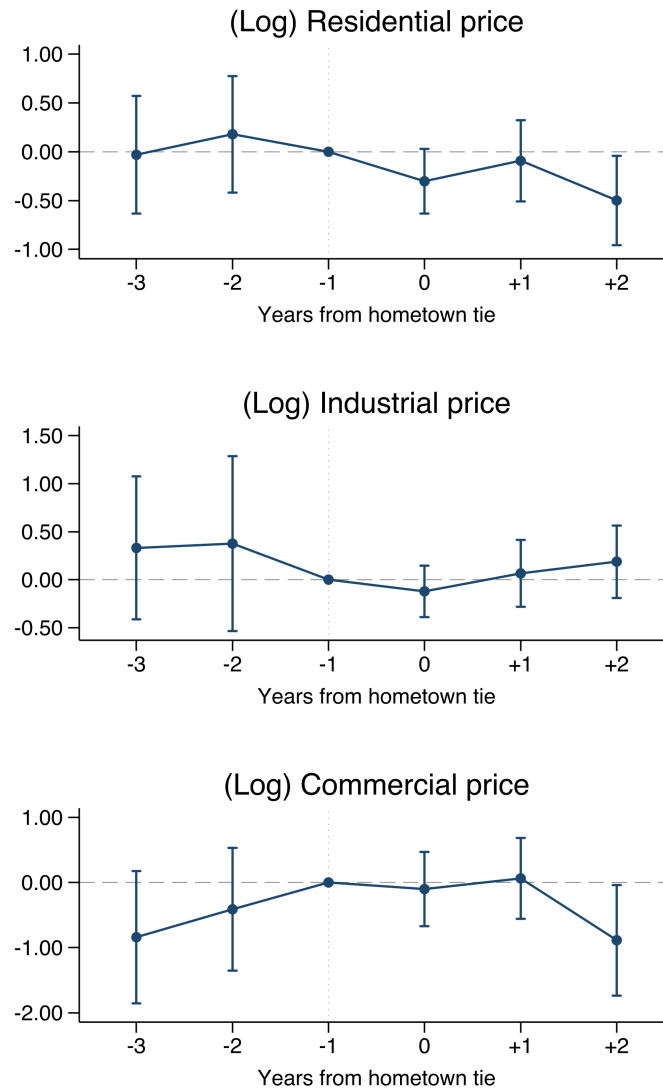 (Log) Residential price
1.00
0.50
0.00
-0.50
-1.00
-3 -2 -1 0 +1 +2
Years from hometown tie
(Log) Industrial price
1.50
1.00
0.50
0.00
-0.50
-3 -2 -1 0 +1 +2
Years from hometown tie
(Log) Commercial price
1.00
0.00
-1.00
-2.00
-3 -2 -1 0 +1 +2
Years from hometown tie